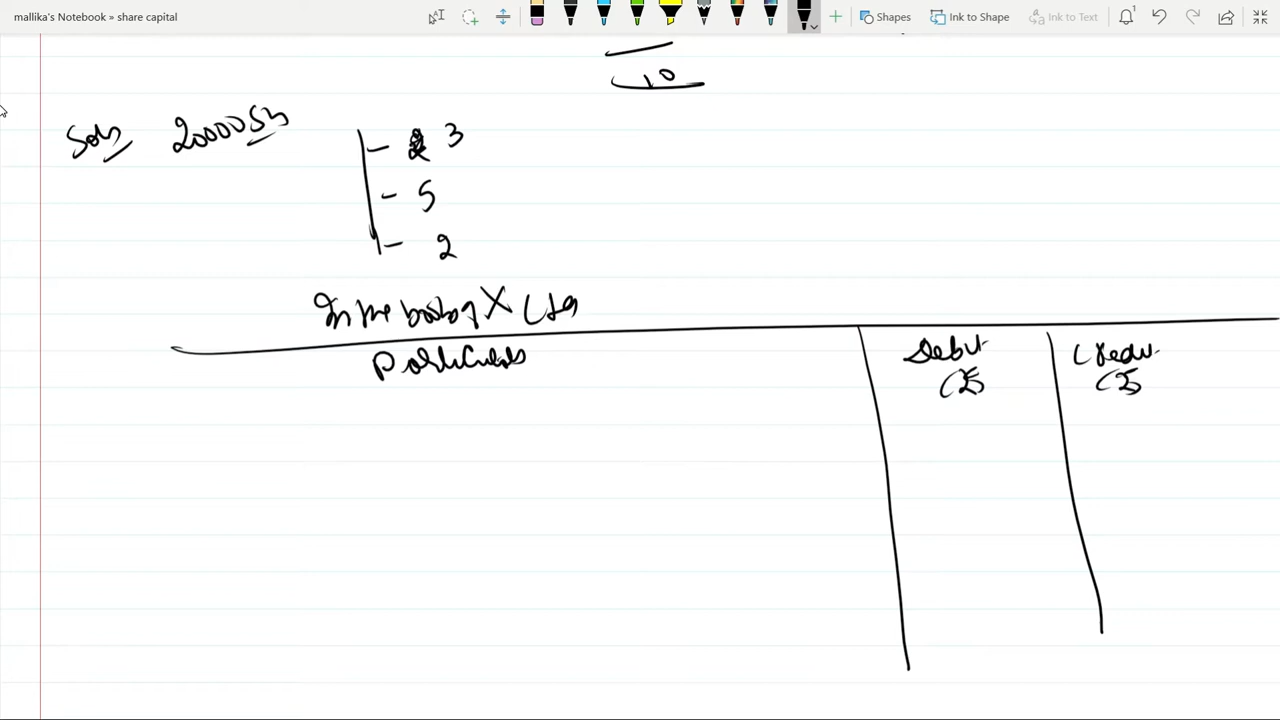 mallika's Notebook » share capital
Shapes Ink to Shape Ink to Text
10
Soln 20000 Sh
- 3
- 5
- 2
In the books of X Ltd
Particulars Debit Credit
(₹) (₹)